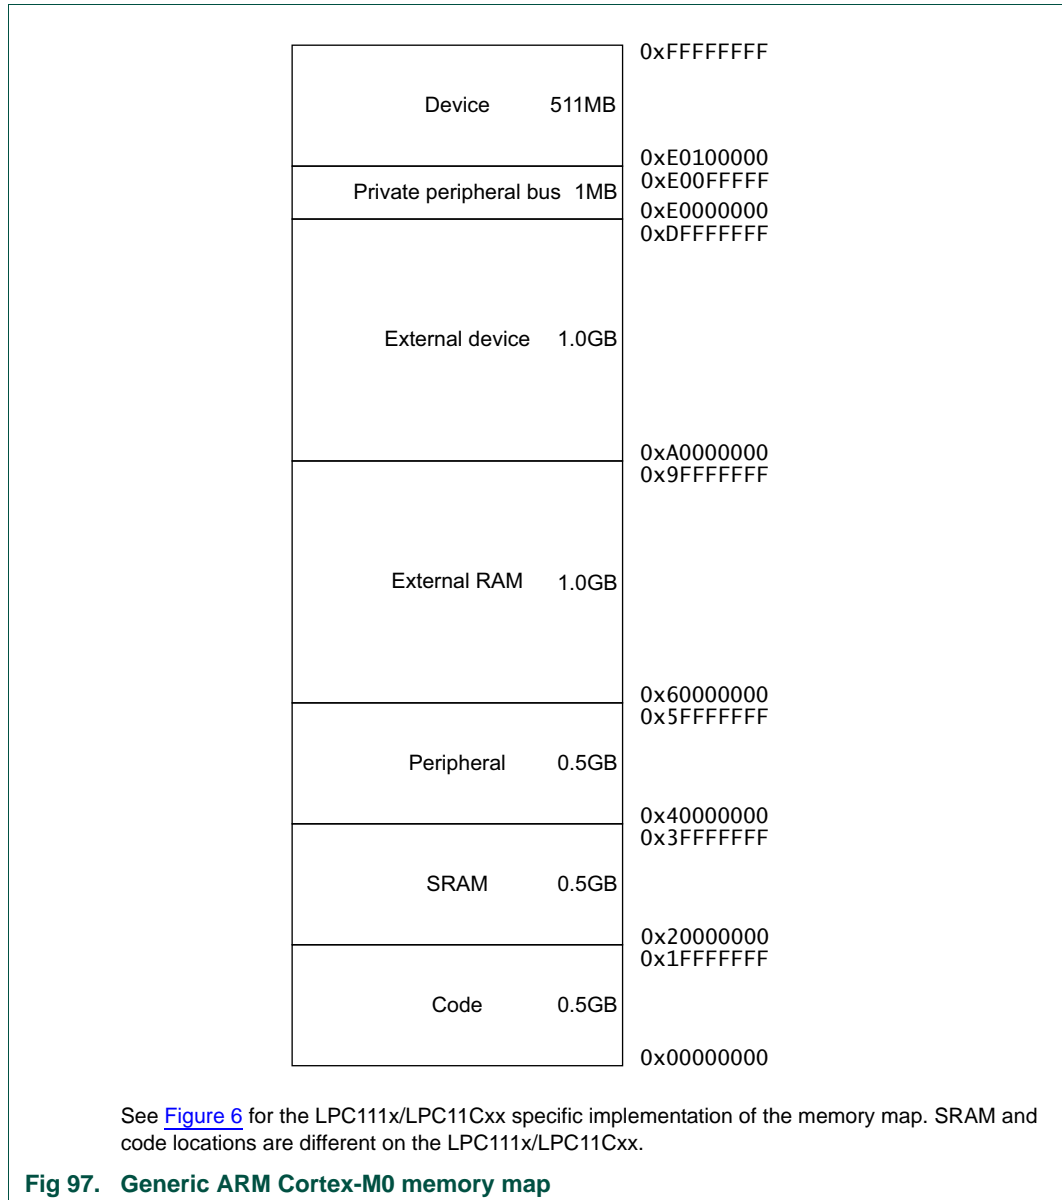 0xFFFFFFFF
Device 511MB
0xE0100000
0xE00FFFFF
Private peripheral bus 1MB
0xE0000000
0xDFFFFFFF
External device 1.0GB
0xA0000000
0x9FFFFFFF
External RAM 1.0GB
0x60000000
0x5FFFFFFF
Peripheral 0.5GB
0x40000000
0x3FFFFFFF
SRAM 0.5GB
0x20000000
0x1FFFFFFF
Code 0.5GB
0x00000000
See Figure 6 for the LPC111x/LPC11Cxx specific implementation of the memory map. SRAM and
code locations are different on the LPC111x/LPC11Cxx.
Fig 97. Generic ARM Cortex-M0 memory map